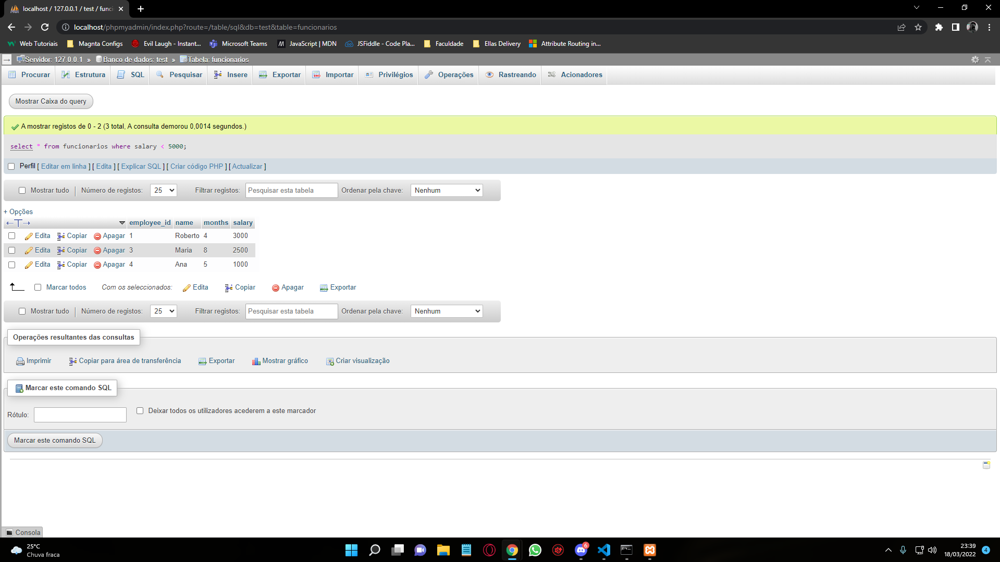 localhost / 127.0.0.1 / test / func
localhost/phpmyadmin/index.php?route=/table/sql&db=test&table=funcionarios
Web Tutoriais Magnta Configs Evil Laugh - Instant... Microsoft Teams JavaScript | MDN JSFiddle - Code Pla... Faculdade Ellas Delivery Attribute Routing in...
Servidor: 127.0.0.1 » Banco de dados: test » Tabela: funcionarios
Procurar Estrutura SQL Pesquisar Insere Exportar Importar Privilégios Operações Rastreando Acionadores
Mostrar Caixa do query
A mostrar registos de 0 - 2 (3 total, A consulta demorou 0,0014 segundos.)
select * from funcionarios where salary < 5000;
Perfil [ Editar em linha ] [ Edita ] [ Explicar SQL ] [ Criar código PHP ] [ Actualizar ]
Mostrar tudo Número de registos: 25 Filtrar registos: Pesquisar esta tabela Ordenar pela chave: Nenhum
+ Opções
employee_id name months salary
Edita Copiar Apagar 1 Roberto 4 3000
Edita Copiar Apagar 3 Maria 8 2500
Edita Copiar Apagar 4 Ana 5 1000
Marcar todos Com os seleccionados: Edita Copiar Apagar Exportar
Mostrar tudo Número de registos: 25 Filtrar registos: Pesquisar esta tabela Ordenar pela chave: Nenhum
Operações resultantes das consultas
Imprimir Copiar para área de transferência Exportar Mostrar gráfico Criar visualização
Marcar este comando SQL
Rótulo: Deixar todos os utilizadores acederem a este marcador
Marcar este comando SQL
Consola
25°C
Chuva fraca
6
23:39
18/03/2022
4